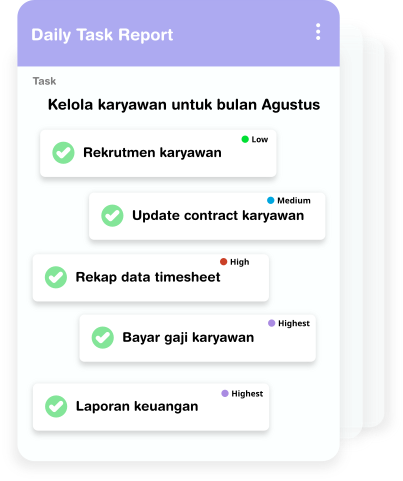 Daily Task Report
Task
Kelola karyawan untuk bulan Agustus
Low
Rekrutmen karyawan
Medium
Update contract karyawan
High
Rekap data timesheet
Highest
Bayar gaji karyawan
Highest
Laporan keuangan